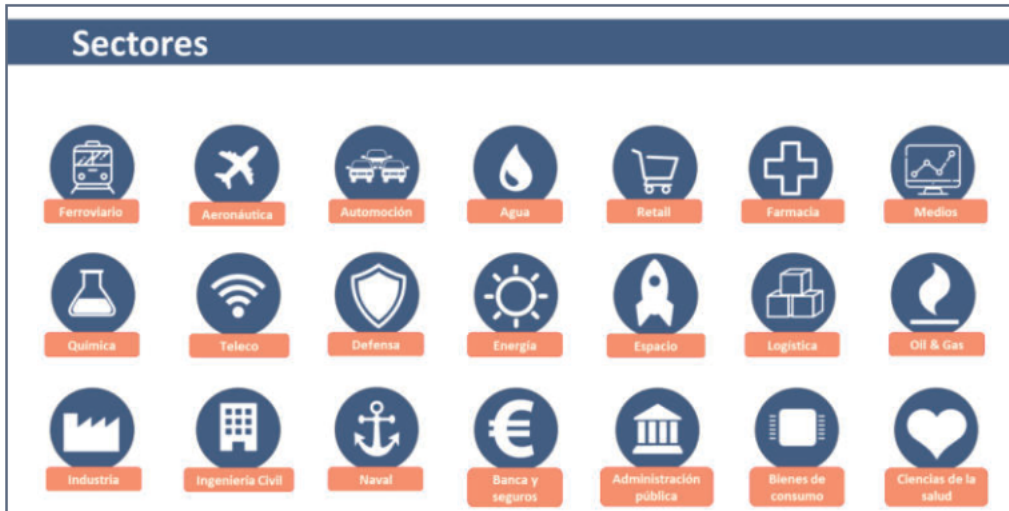 Sectores
Ferroviario
Aeronáutica
Automoción
Agua
Retail
Farmacia
Medios
Química
Teleco
Defensa
Energía
Espacio
Logística
Oil & Gas
Industria
Ingeniería Civil
Naval
Banca y
seguros
Administración
pública
Bienes de
consumo
Ciencias de la
salud